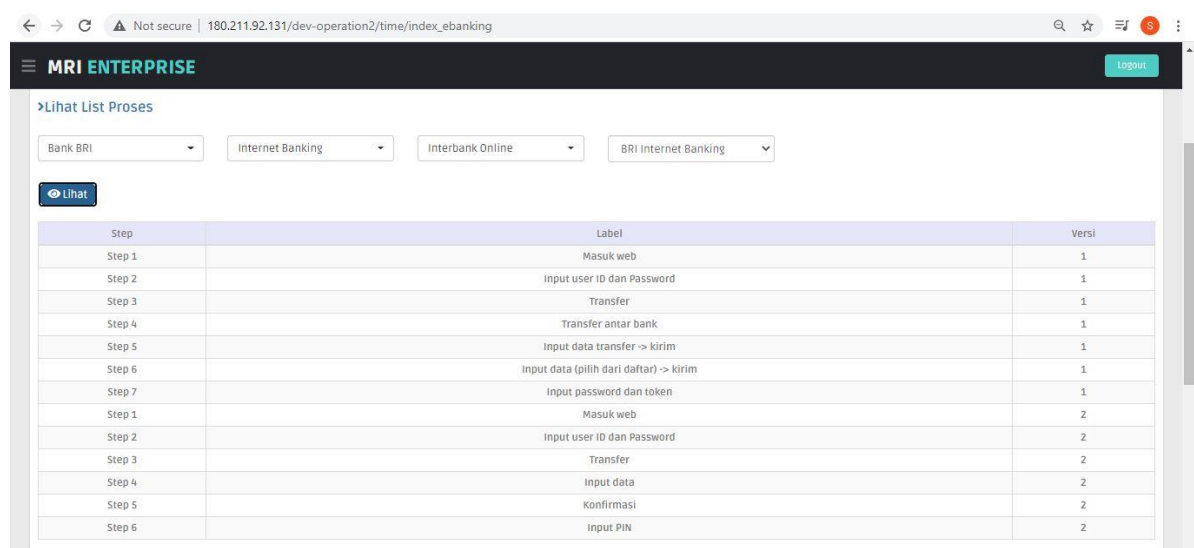 Not secure | 180.211.92.131/dev-operation2/time/index_ebanking S
MRI ENTERPRISE Logout
>Lihat List Proses
Bank BRI Internet Banking Interbank Online BRI Internet Banking
Lihat
Step Label Versi
Step 1 Masuk web 1
Step 2 Input user ID dan Password 1
Step 3 Transfer 1
Step 4 Transfer antar bank 1
Step 5 Input data transfer -> kirim 1
Step 6 Input data (pilih dari daftar) -> kirim 1
Step 7 Input password dan token 1
Step 1 Masuk web 2
Step 2 Input user ID dan Password 2
Step 3 Transfer 2
Step 4 Input data 2
Step 5 Konfirmasi 2
Step 6 Input PIN 2